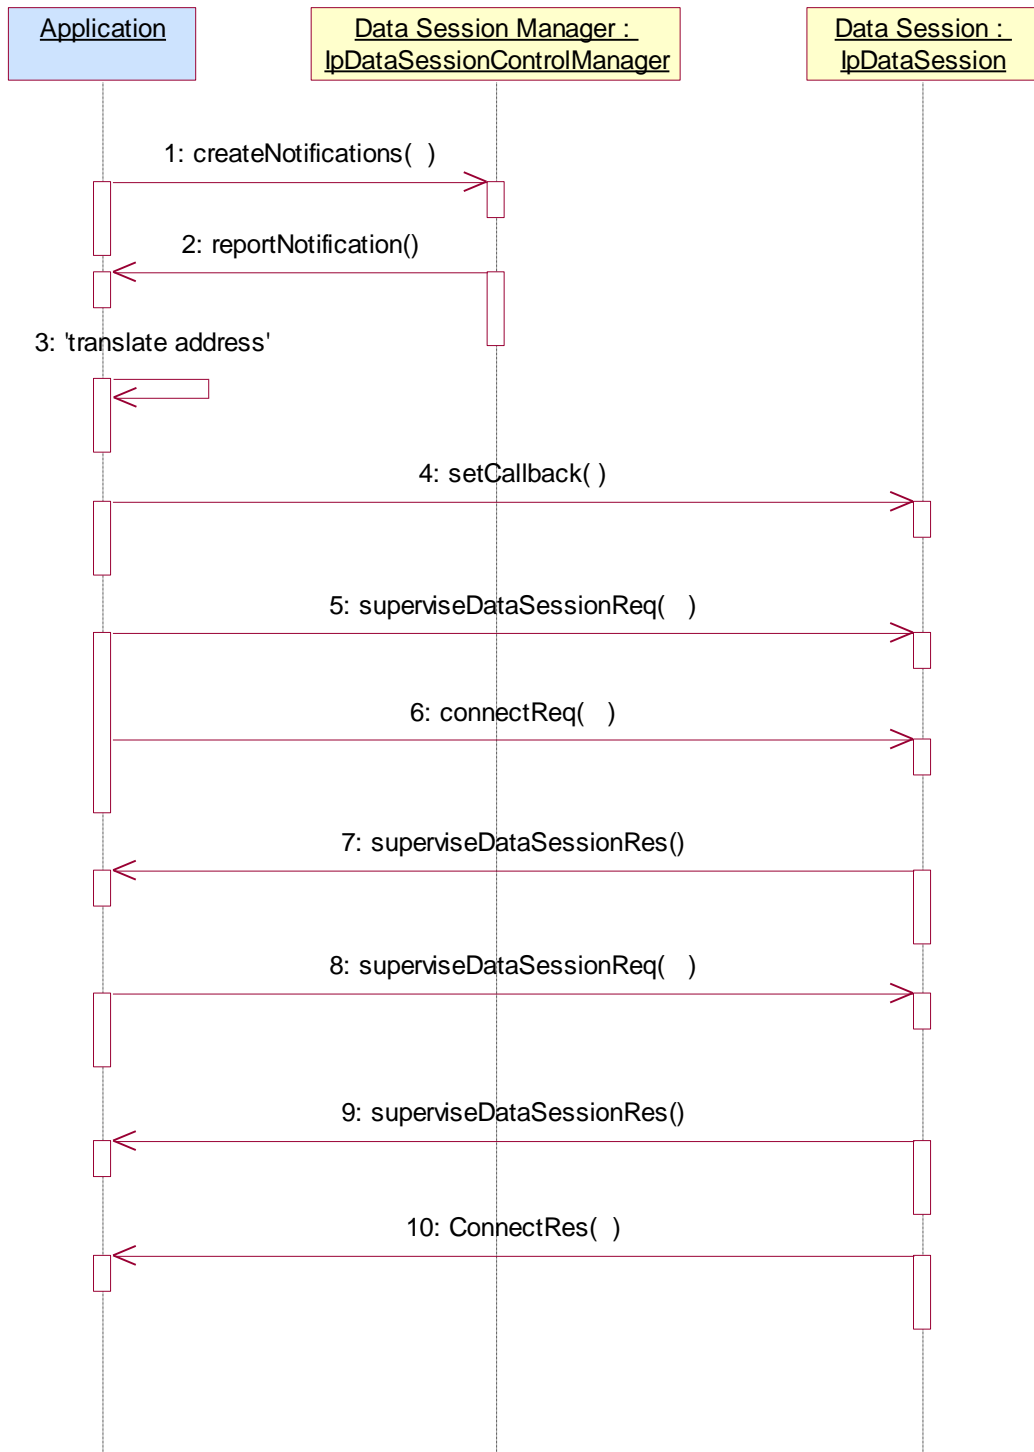 Application
Data Session Manager :
IpDataSessionControlManager
Data Session :
IpDataSession
1: createNotifications(  )
2: reportNotification()
3: 'translate address'
4: setCallback( )
5: superviseDataSessionReq(   )
6: connectReq(   )
7: superviseDataSessionRes()
8: superviseDataSessionReq(   )
9: superviseDataSessionRes()
10: ConnectRes(  )